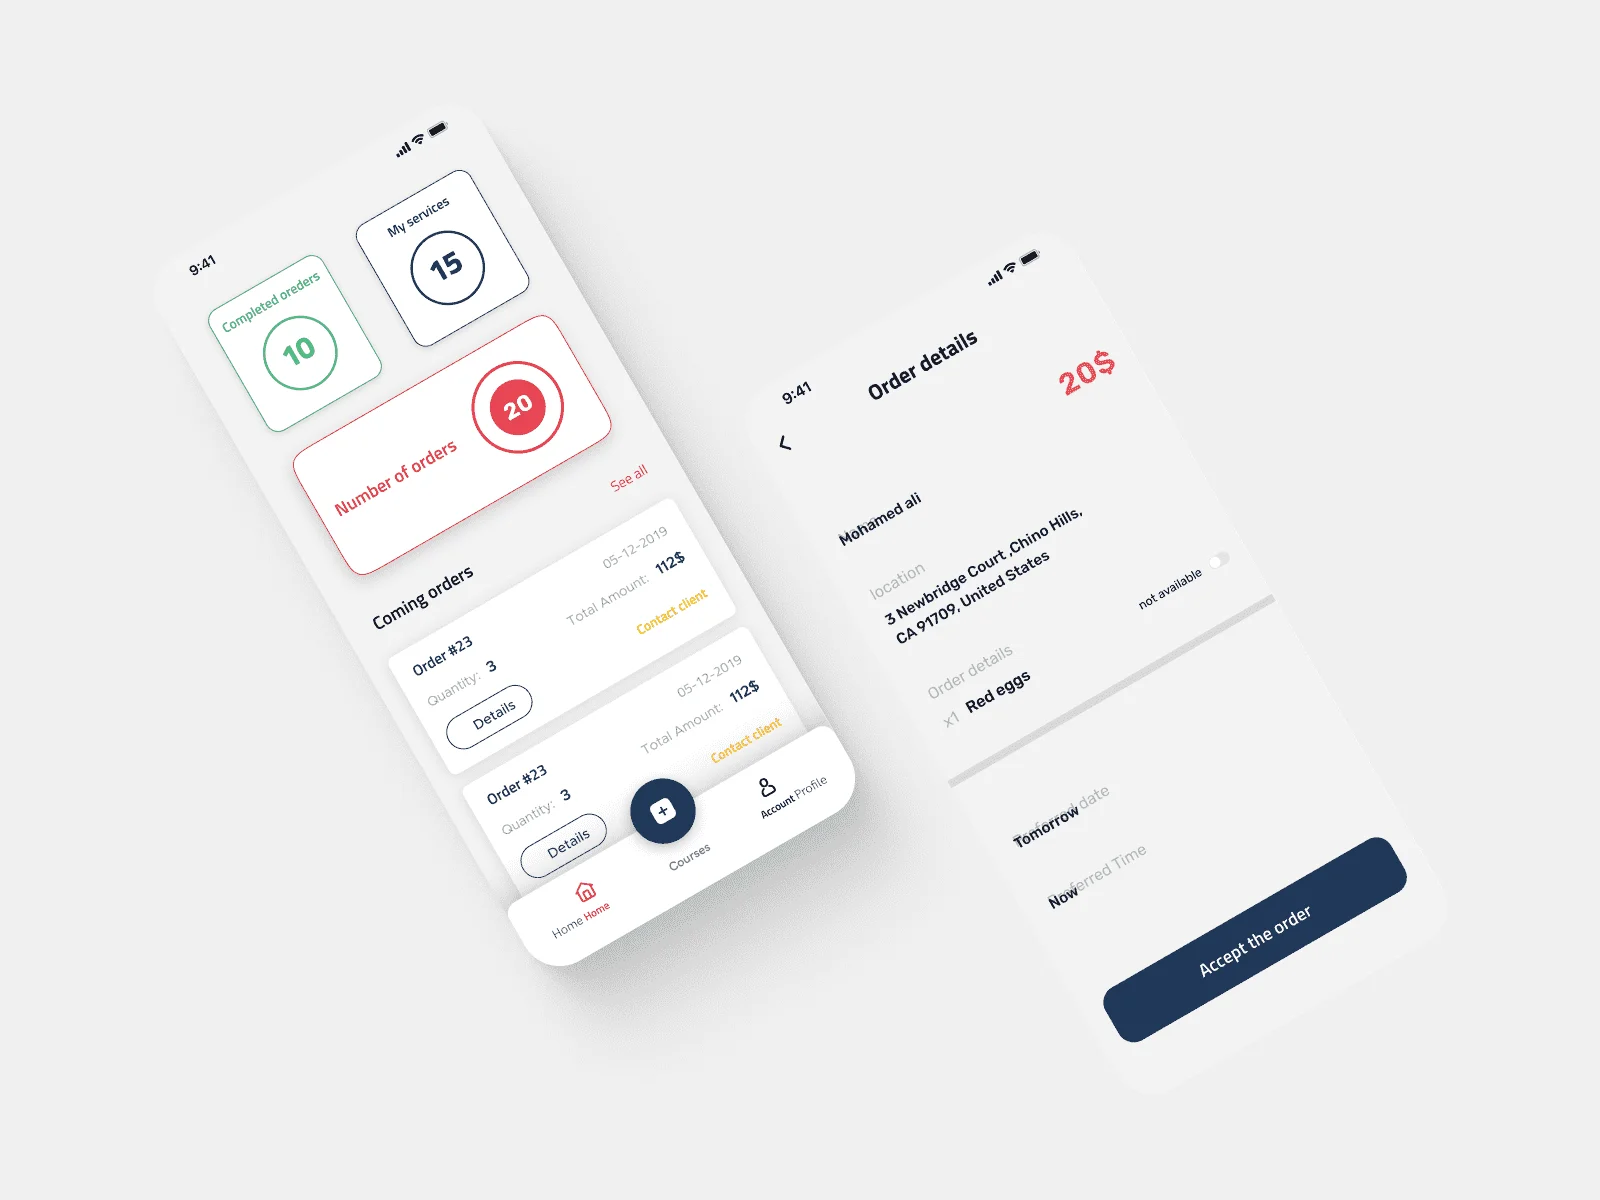 9:41
Completed oreders
10
My services
15
Number of orders
20
See all
Coming orders
Order #23
05-12-2019
Quantity: 3
Total Amount: 112$
Details
Contact client
Order #23
05-12-2019
Quantity: 3
Total Amount: 112$
Details
Contact client
Home Home
Courses
Account Profile
9:41
Order details
20$
Mohamed ali
location
3 Newbridge Court ,Chino Hills,
CA 91709, United States
Order details
x1 Red eggs
not available
Preferred date
Tomorrow
Preferred Time
Now
Accept the order